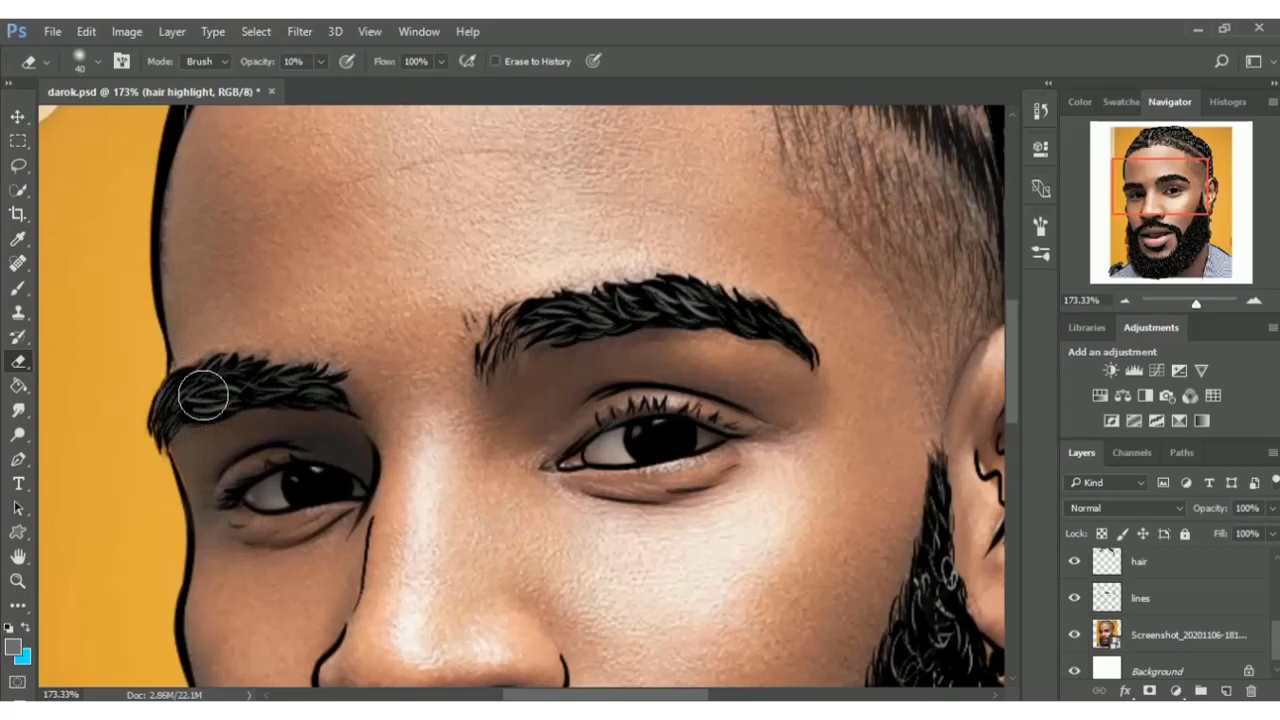 Ps File Edit Image Layer Type Select Filter 3D View Window Help
40 Mode: Brush Opacity: 10% Flow: 100% Erase to History
darok.psd @ 173% (hair highlight, RGB/8) * ×
Color Swatche Navigator Histogra
173.33%
Libraries Adjustments
Add an adjustment
Layers Channels Paths
Kind
Normal Opacity: 100%
Lock: Fill: 100%
hair
lines
Screenshot_20201106-181...
Background
173.33% Doc: 2.86M/22.1M